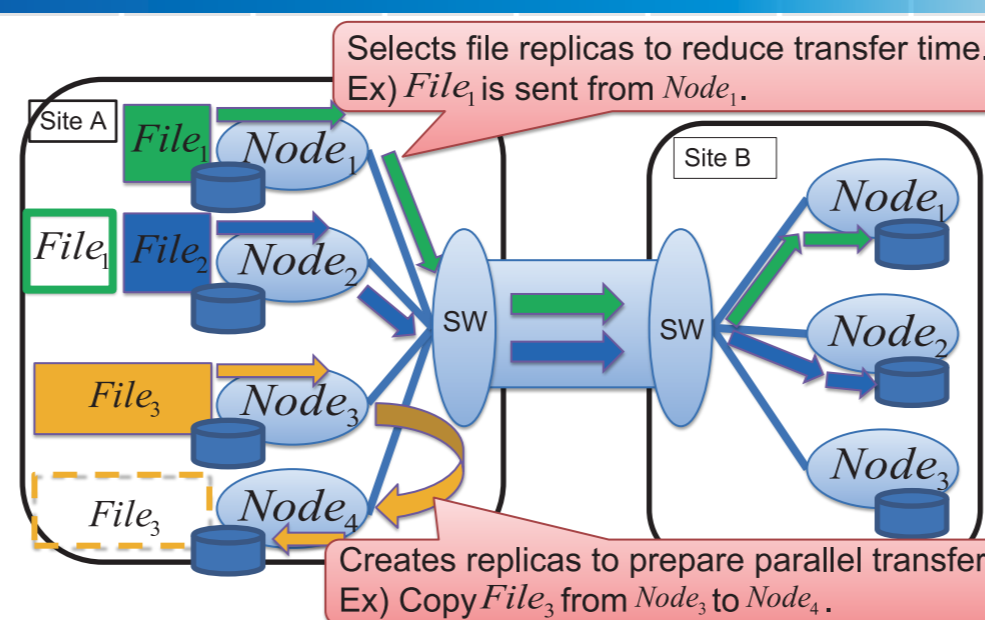 Selects file replicas to reduce transfer time.
Ex) File₁ is sent from Node₁.
Site A
File₁
Node₁
File₁
File₂
Node₂
File₃
Node₃
File₃
Node₄
SW
SW
Site B
Node₁
Node₂
Node₃
Creates replicas to prepare parallel transfer
Ex) Copy File₃ from Node₃ to Node₄.